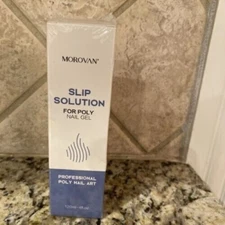 MOROVAN®
SLIP
SOLUTION
FOR POLY
NAIL GEL
PROFESSIONAL
POLY NAIL ART